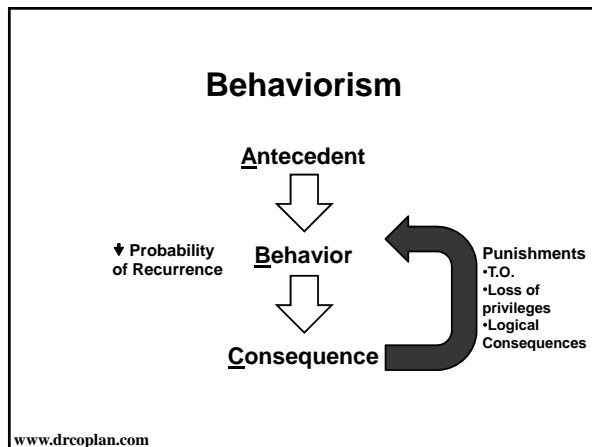 Behaviorism
Antecedent
🡇 Probability
of Recurrence
Behavior
Punishments
•T.O.
•Loss of
privileges
•Logical
Consequences
Consequence
www.drcoplan.com